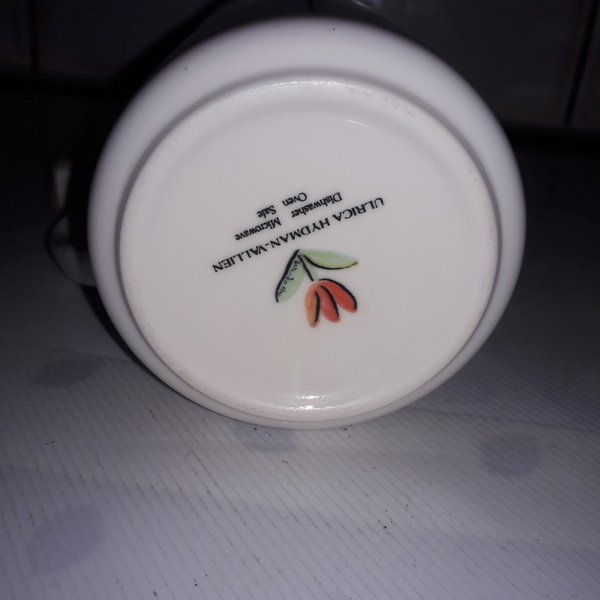 ULRICA HYDMAN-VALLIEN
Dishwasher Microwave
Oven Safe